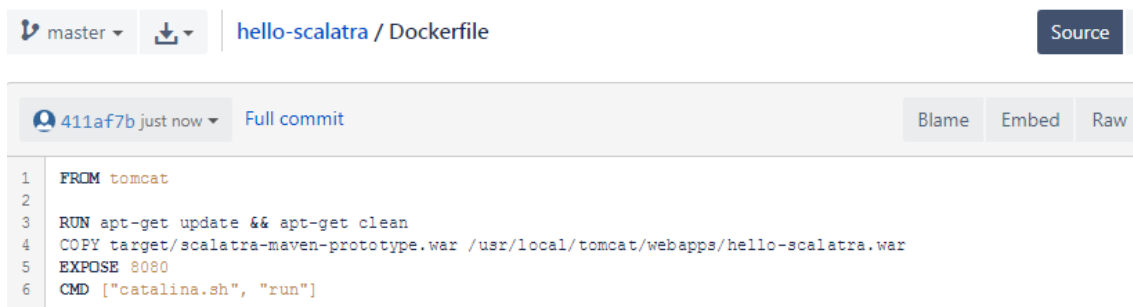 master
hello-scalatra / Dockerfile
Source
411af7b just now
Full commit
Blame
Embed
Raw
1 FROM tomcat
2
3 RUN apt-get update && apt-get clean
4 COPY target/scalatra-maven-prototype.war /usr/local/tomcat/webapps/hello-scalatra.war
5 EXPOSE 8080
6 CMD ["catalina.sh", "run"]